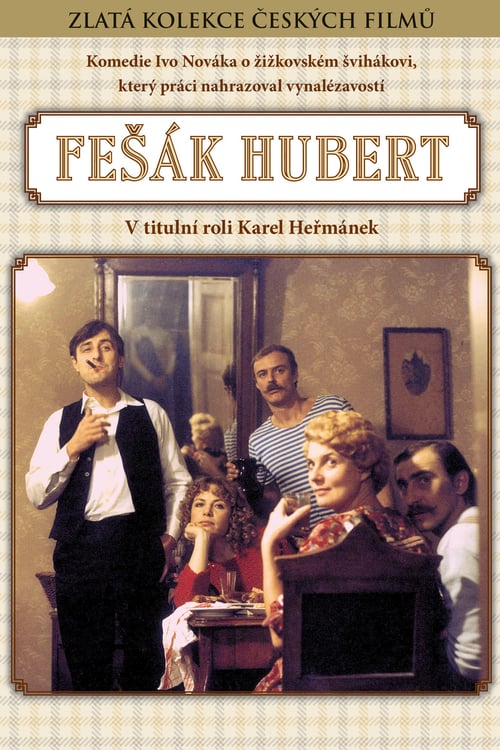 ZLATÁ KOLEKCE ČESKÝCH FILMŮ
Komedie Ivo Nováka o žižkovském švihákovi,
který práci nahrazoval vynalézavostí
FEŠÁK HUBERT
V titulní roli Karel Heřmánek